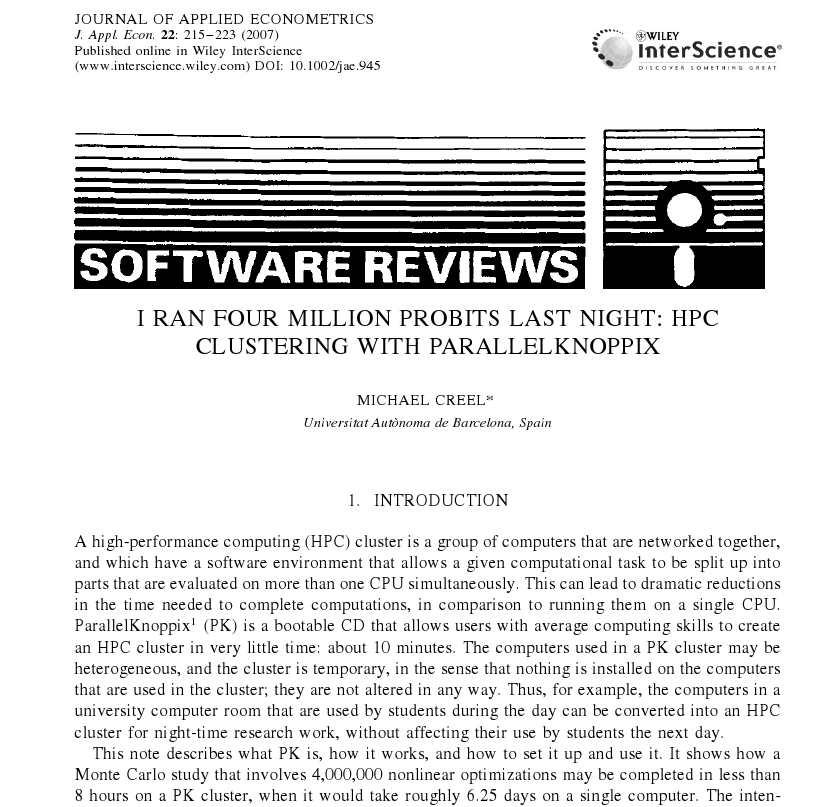 JOURNAL OF APPLIED ECONOMETRICS
J. Appl. Econ. 22: 215–223 (2007)
Published online in Wiley InterScience
(www.interscience.wiley.com) DOI: 10.1002/jae.945
WILEY
InterScience®
DISCOVER SOMETHING GREAT
SOFTWARE REVIEWS
I RAN FOUR MILLION PROBITS LAST NIGHT: HPC
CLUSTERING WITH PARALLELKNOPPIX
MICHAEL CREEL*
Universitat Autònoma de Barcelona, Spain
1. INTRODUCTION
A high-performance computing (HPC) cluster is a group of computers that are networked together,
and which have a software environment that allows a given computational task to be split up into
parts that are evaluated on more than one CPU simultaneously. This can lead to dramatic reductions
in the time needed to complete computations, in comparison to running them on a single CPU.
ParallelKnoppix¹ (PK) is a bootable CD that allows users with average computing skills to create
an HPC cluster in very little time: about 10 minutes. The computers used in a PK cluster may be
heterogeneous, and the cluster is temporary, in the sense that nothing is installed on the computers
that are used in the cluster; they are not altered in any way. Thus, for example, the computers in a
university computer room that are used by students during the day can be converted into an HPC
cluster for night-time research work, without affecting their use by students the next day.
This note describes what PK is, how it works, and how to set it up and use it. It shows how a
Monte Carlo study that involves 4,000,000 nonlinear optimizations may be completed in less than
8 hours on a PK cluster, when it would take roughly 6.25 days on a single computer. The inten-